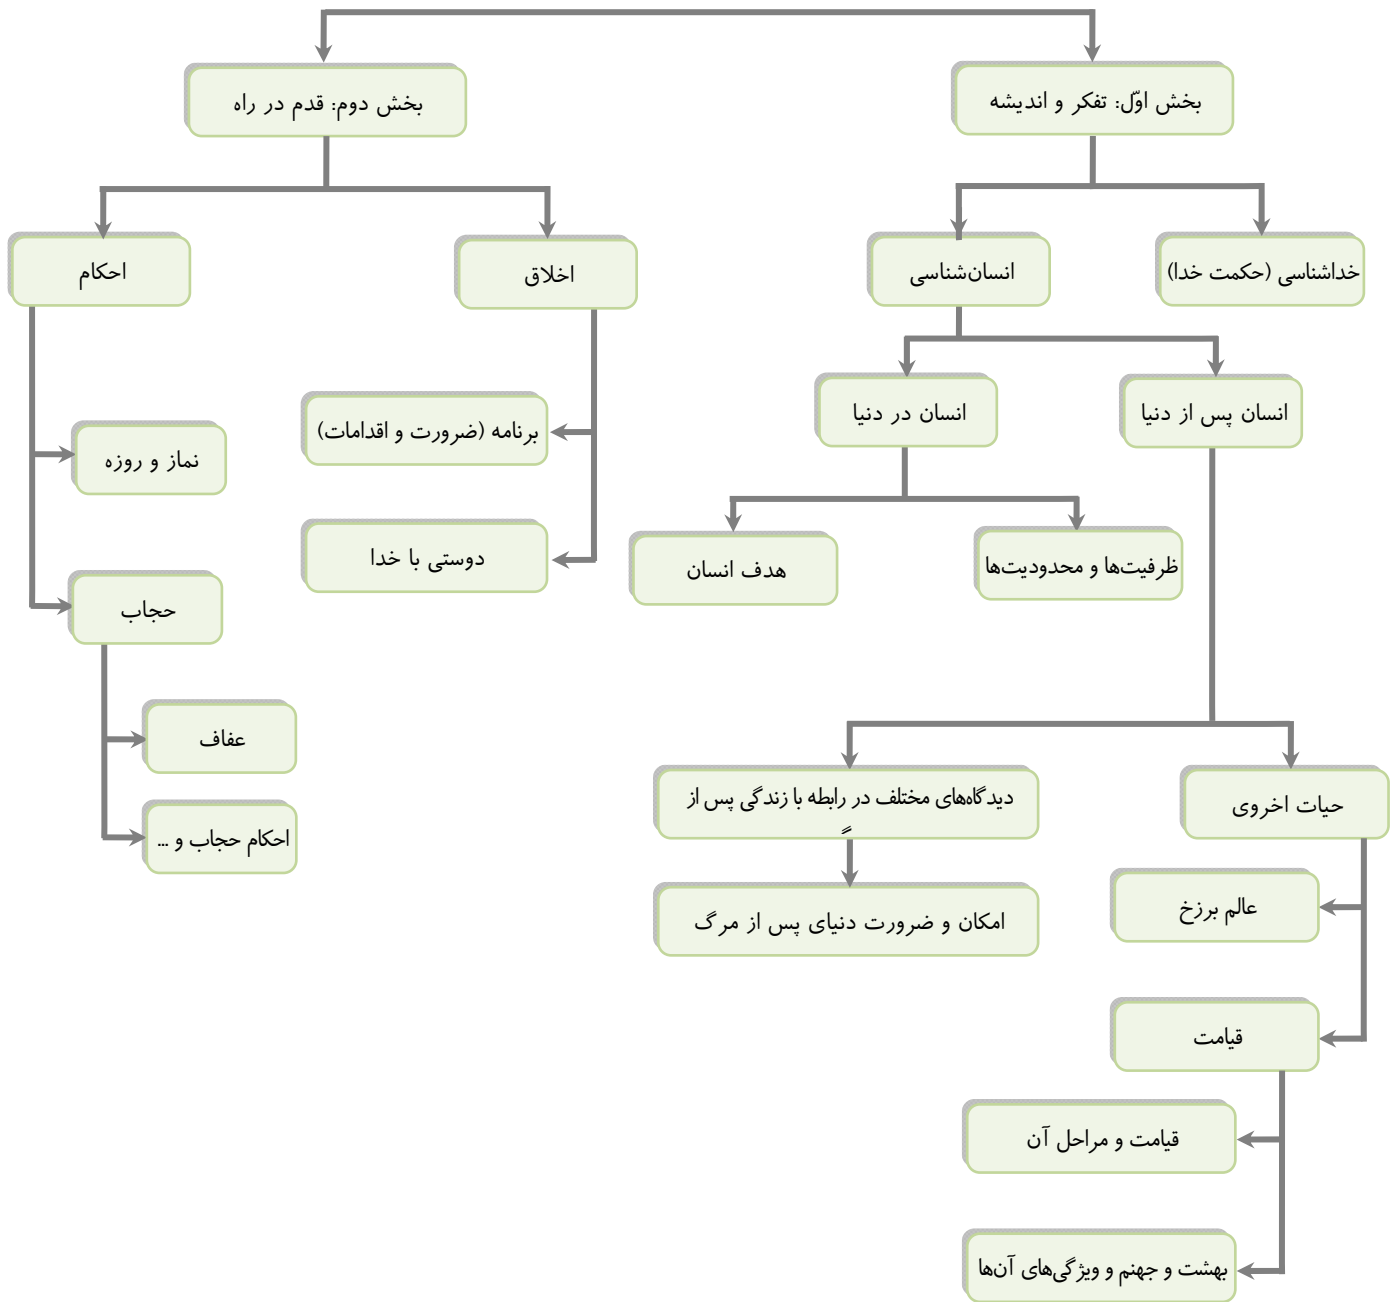 بخش اوّل: تفکر و اندیشه
بخش دوم: قدم در راه
خداشناسی (حکمت خدا)
انسان‌شناسی
اخلاق
احکام
انسان پس از دنیا
انسان در دنیا
برنامه (ضرورت و اقدامات)
نماز و روزه
ظرفیت‌ها و محدودیت‌ها
هدف انسان
دوستی با خدا
حجاب
عفاف
احکام حجاب و ...
حیات اخروی
دیدگاه‌های مختلف در رابطه با زندگی پس از
عالم برزخ
امکان و ضرورت دنیای پس از مرگ
قیامت
قیامت و مراحل آن
بهشت و جهنم و ویژگی‌های آن‌ها